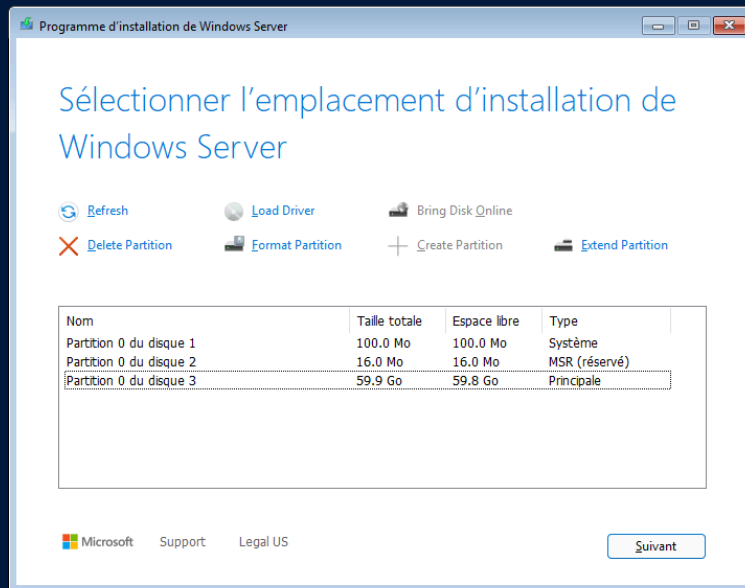 Programme d'installation de Windows Server
Sélectionner l'emplacement d'installation de
Windows Server
Refresh Load Driver Bring Disk Online
Delete Partition Format Partition Create Partition Extend Partition
Nom Taille totale Espace libre Type
Partition 0 du disque 1 100.0 Mo 100.0 Mo Système
Partition 0 du disque 2 16.0 Mo 16.0 Mo MSR (réservé)
Partition 0 du disque 3 59.9 Go 59.8 Go Principale
Microsoft Support Legal US
Suivant